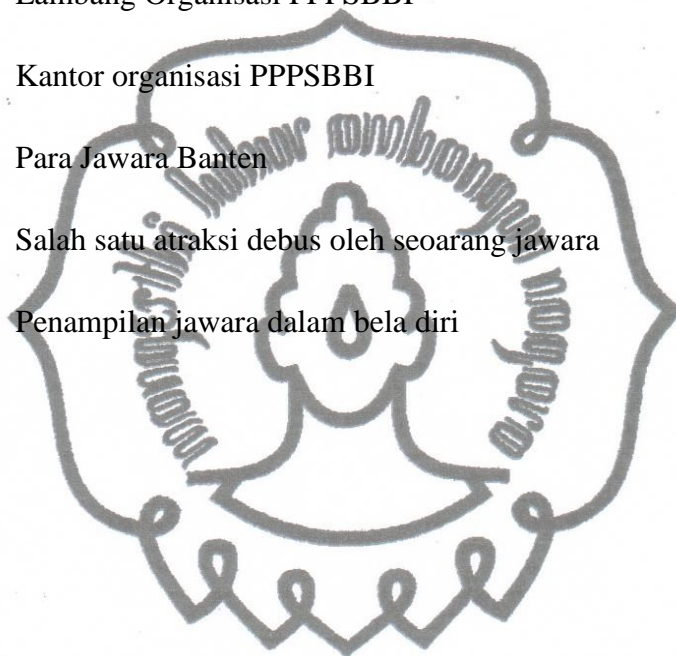 Lambang Organisasi PPPSBBI
Kantor organisasi PPPSBBI
Para Jawara Banten
Salah satu atraksi debus oleh seoarang jawara
Penampilan jawara dalam bela diri